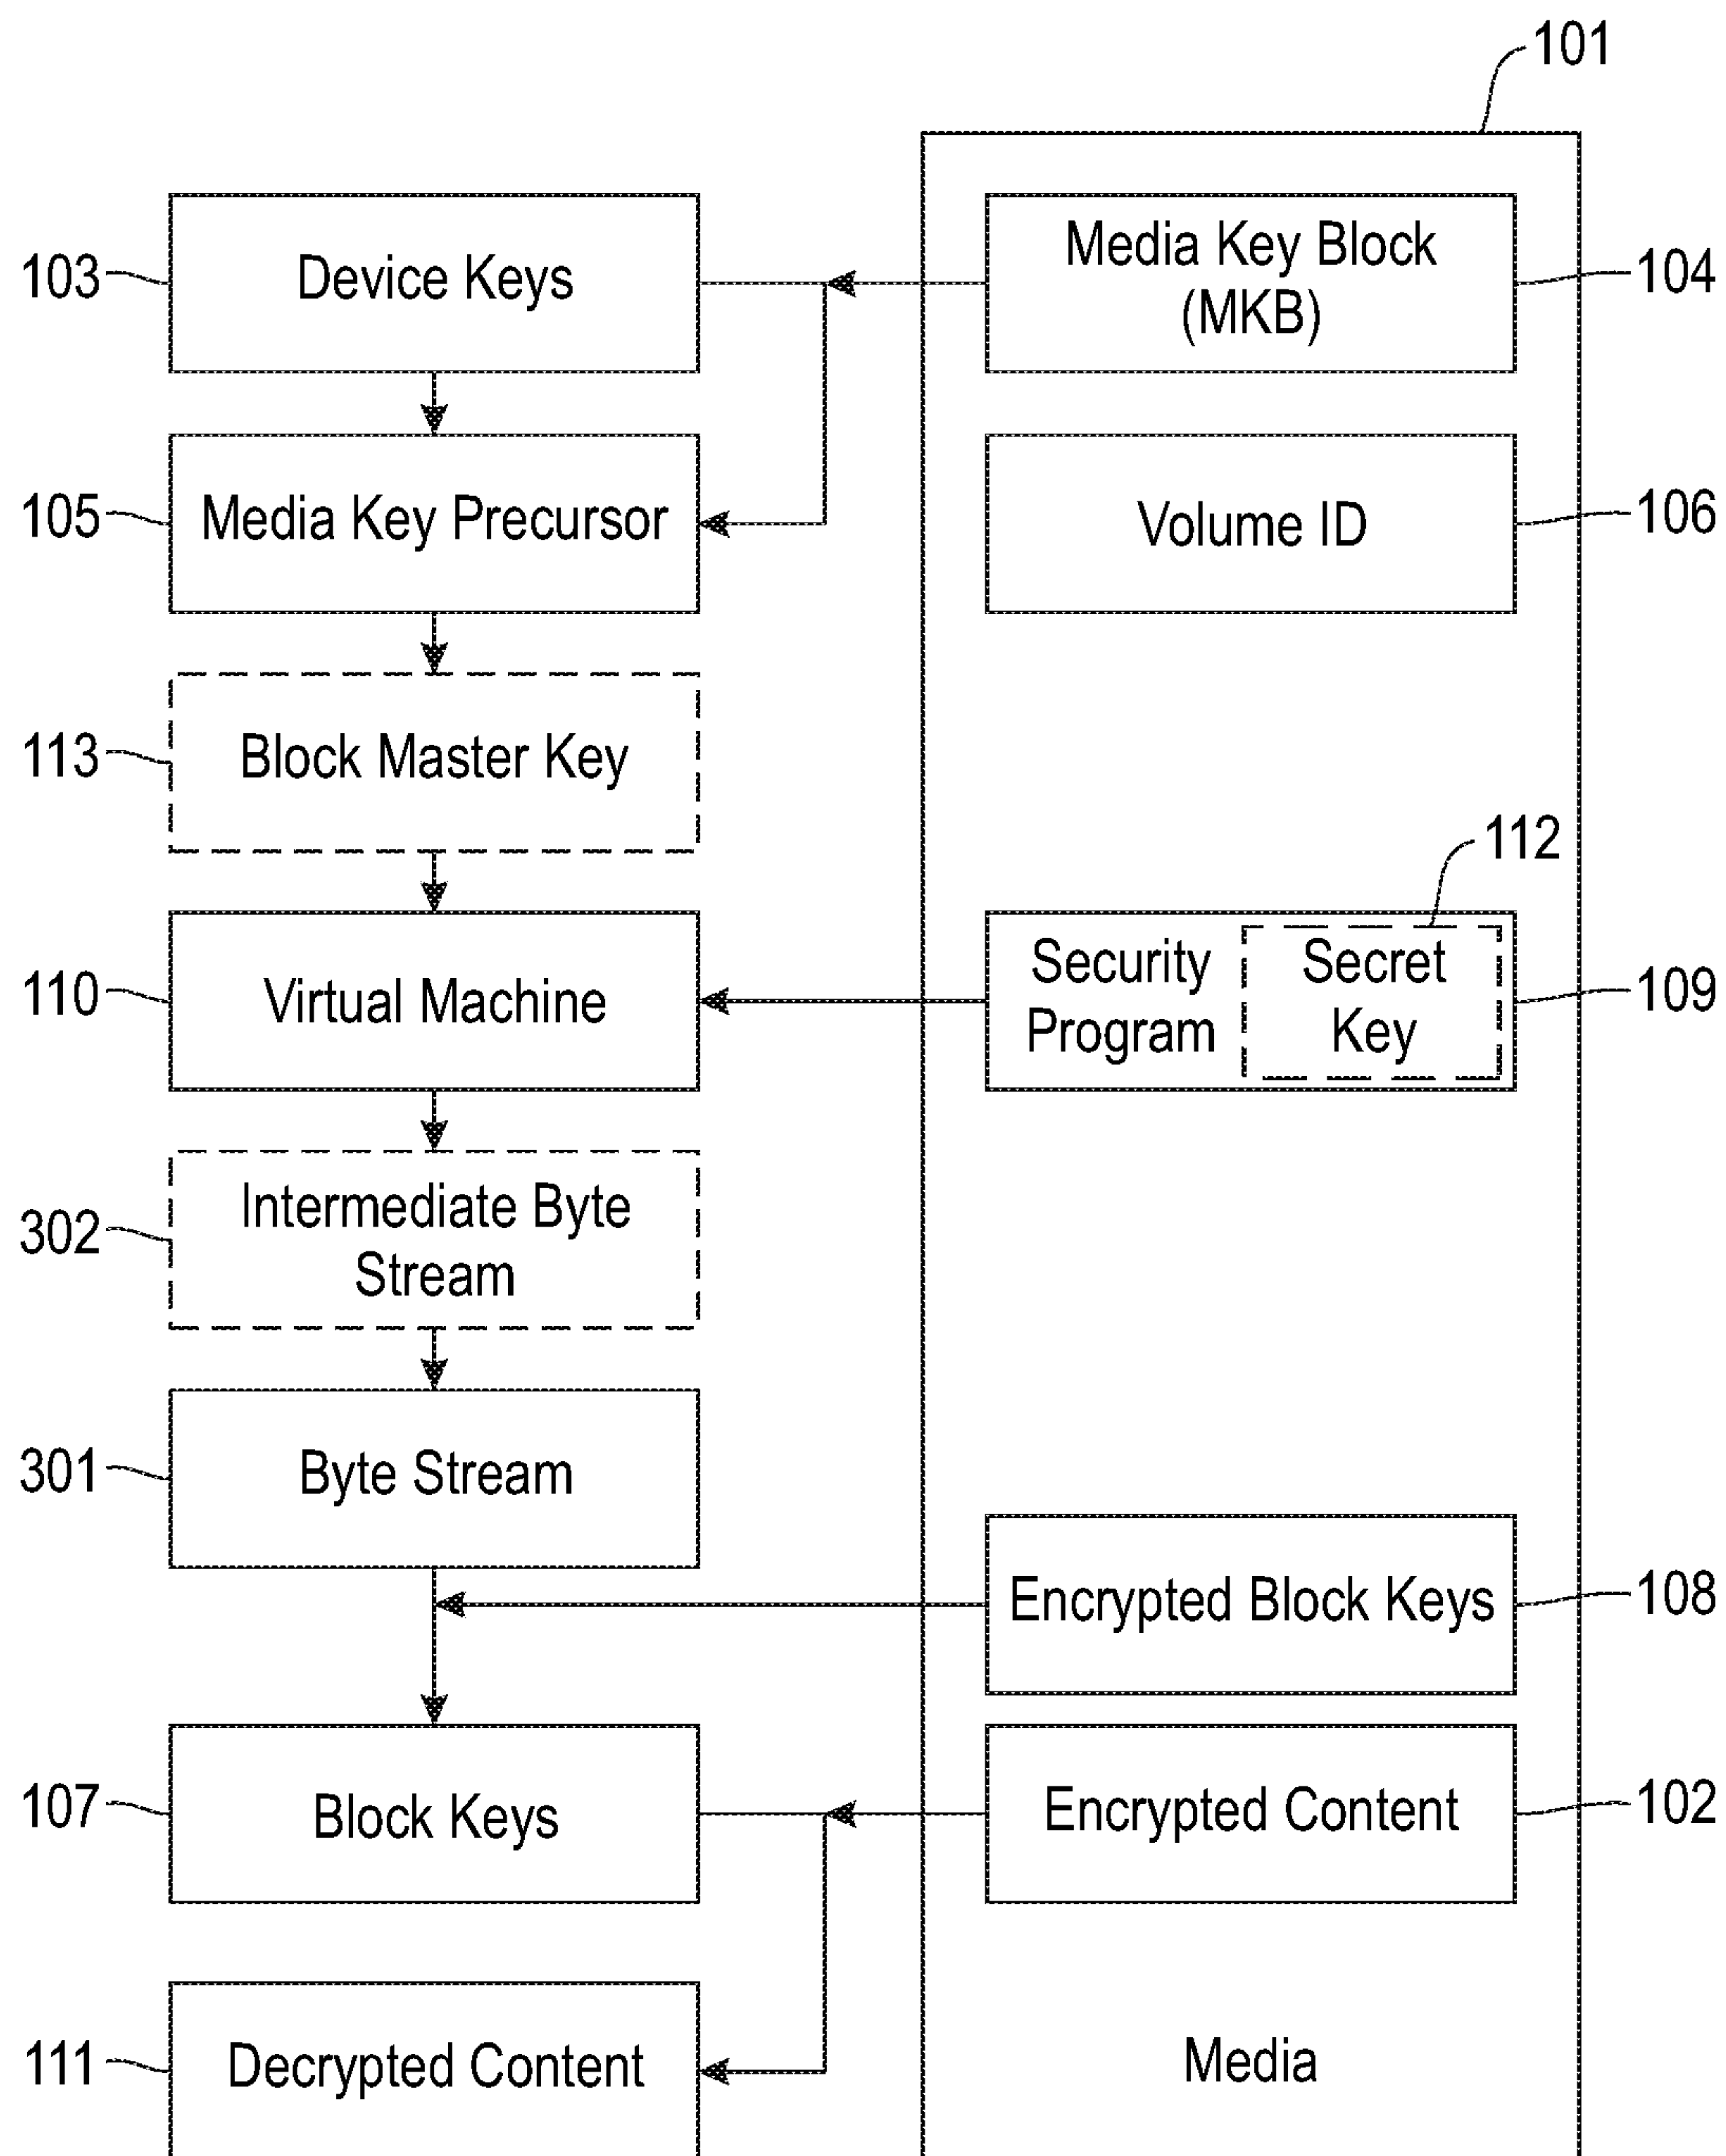 101
103
Device Keys
Media Key Block
(MKB)
104
105
Media Key Precursor
Volume ID
106
113
Block Master Key
112
110
Virtual Machine
Security
Program
Secret
Key
109
302
Intermediate Byte
Stream
301
Byte Stream
Encrypted Block Keys
108
107
Block Keys
Encrypted Content
102
111
Decrypted Content
Media